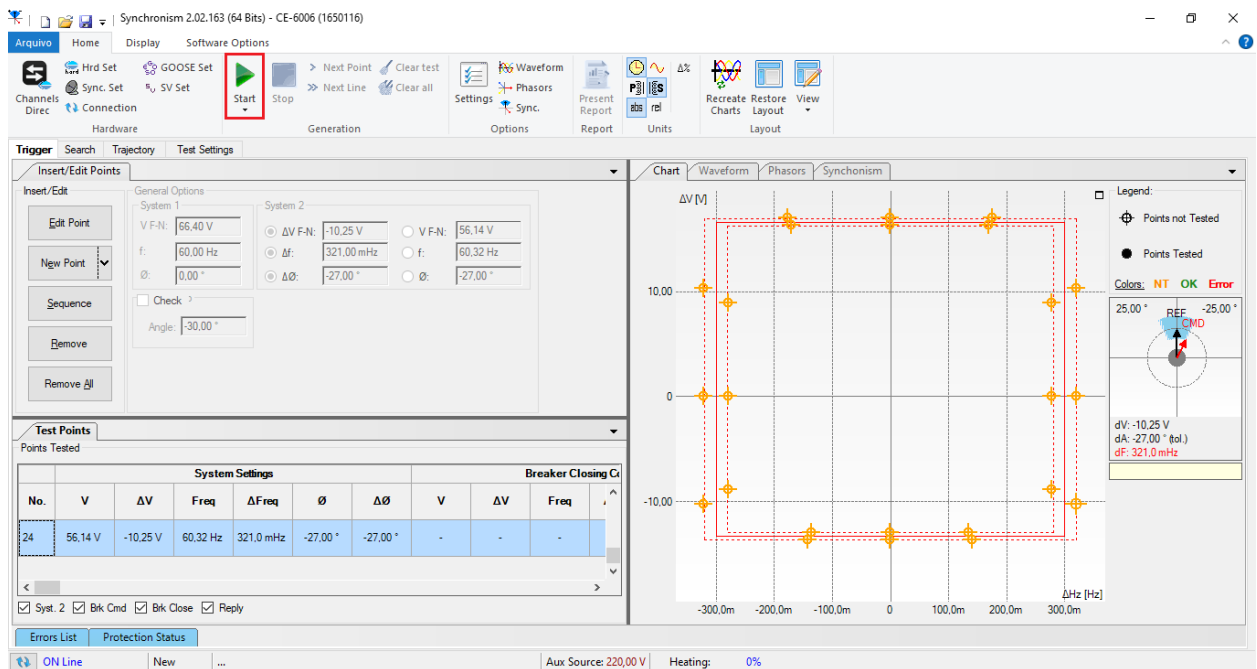 Synchronism 2.02.163 (64 Bits) - CE-6006 (1650116)
Arquivo Home Display Software Options
Channels Direc
Hrd Set
Sync. Set
Connection
GOOSE Set
SV Set
Hardware
Start
Stop
Next Point
Next Line
Clear test
Clear all
Generation
Settings
Waveform
Phasors
Sync.
Options
Present Report
Report
abs rel
Δ%
Units
Recreate Charts
Restore Layout
View
Layout
Trigger Search Trajectory Test Settings
Insert/Edit Points
Insert/Edit
Edit Point
New Point
Sequence
Remove
Remove All
General Options
System 1
V F-N: 66,40 V
f: 60,00 Hz
Ø: 0,00 °
System 2
ΔV F-N: -10,25 V V F-N: 56,14 V
Δf: 321,00 mHz f: 60,32 Hz
ΔØ: -27,00 ° Ø: -27,00 °
Check
Angle: -30,00 °
Test Points
Points Tested
System Settings Breaker Closing Co
No. V ΔV Freq ΔFreq Ø ΔØ V ΔV Freq
24 56,14 V -10,25 V 60,32 Hz 321,0 mHz -27,00 ° -27,00 ° - - -
Syst. 2 Brk Cmd Brk Close Reply
Errors List Protection Status
ON Line New ... Aux Source: 220,00 V Heating: 0%
Chart Waveform Phasors Synchonism
ΔV [V]
10,00
0
-10,00
-300,0m -200,0m -100,0m 0 100,0m 200,0m 300,0m
ΔHz [Hz]
Legend:
Points not Tested
Points Tested
Colors: NT OK Error
25,00 ° REF -25,00 °
CMD
dV: -10,25 V
dA: -27,00 ° (tol.)
dF: 321,0 mHz